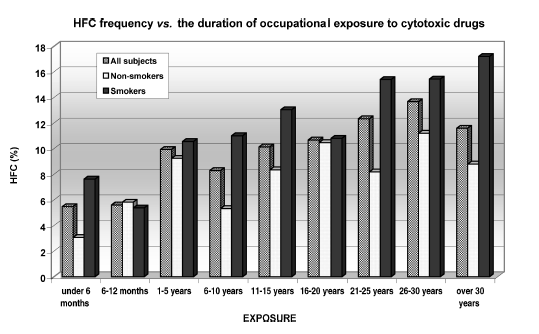 HFC frequency vs. the duration of occupational exposure to cytotoxic drugs
18
16
14
12
10
8
6
4
2
0
HFC (%)
All subjects
Non-smokers
Smokers
under 6 months
6-12 months
1-5 years
6-10 years
11-15 years
16-20 years
21-25 years
26-30 years
over 30 years
EXPOSURE